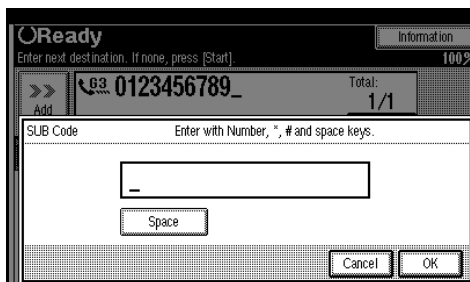 Ready
Information
Enter next destination. If none, press [Start].
100%
Add
G3 0123456789_
Total:
1/1
SUB Code
Enter with Number, *, # and space keys.
_
Space
Cancel
OK